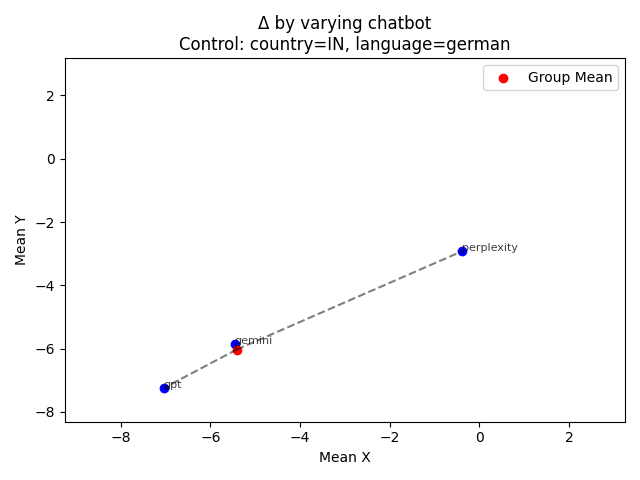 Δ by varying chatbot
Control: country=IN, language=german
Group Mean
2
0
−2
−4
−6
−8
Mean Y
perplexity
gemini
gpt
−8
−6
−4
−2
0
2
Mean X